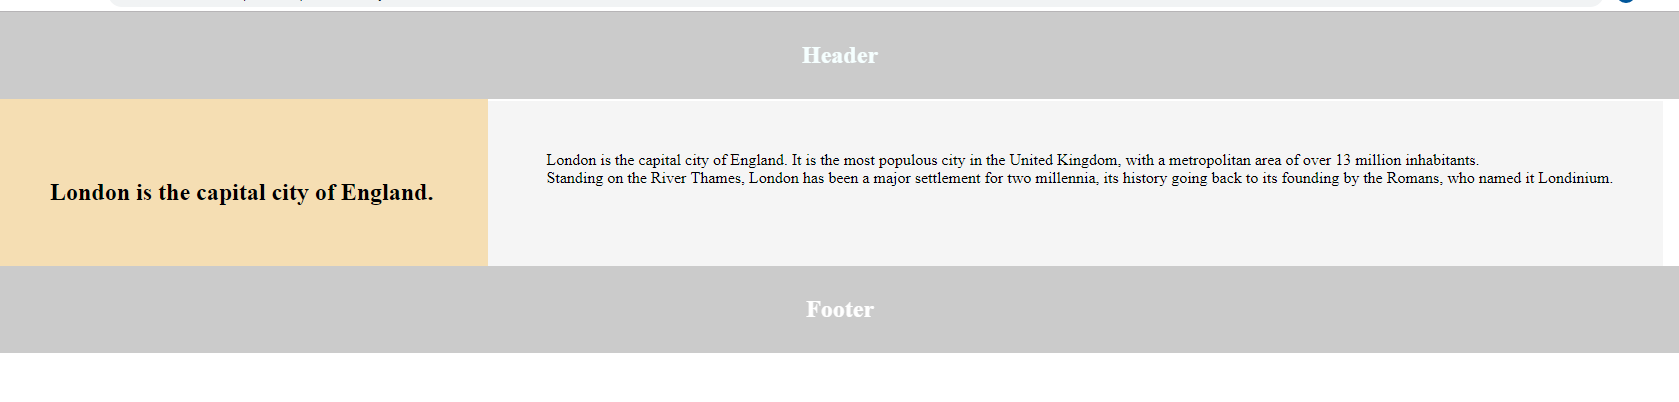 Header
London is the capital city of England.
London is the capital city of England. It is the most populous city in the United Kingdom, with a metropolitan area of over 13 million inhabitants.
Standing on the River Thames, London has been a major settlement for two millennia, its history going back to its founding by the Romans, who named it Londinium.
Footer